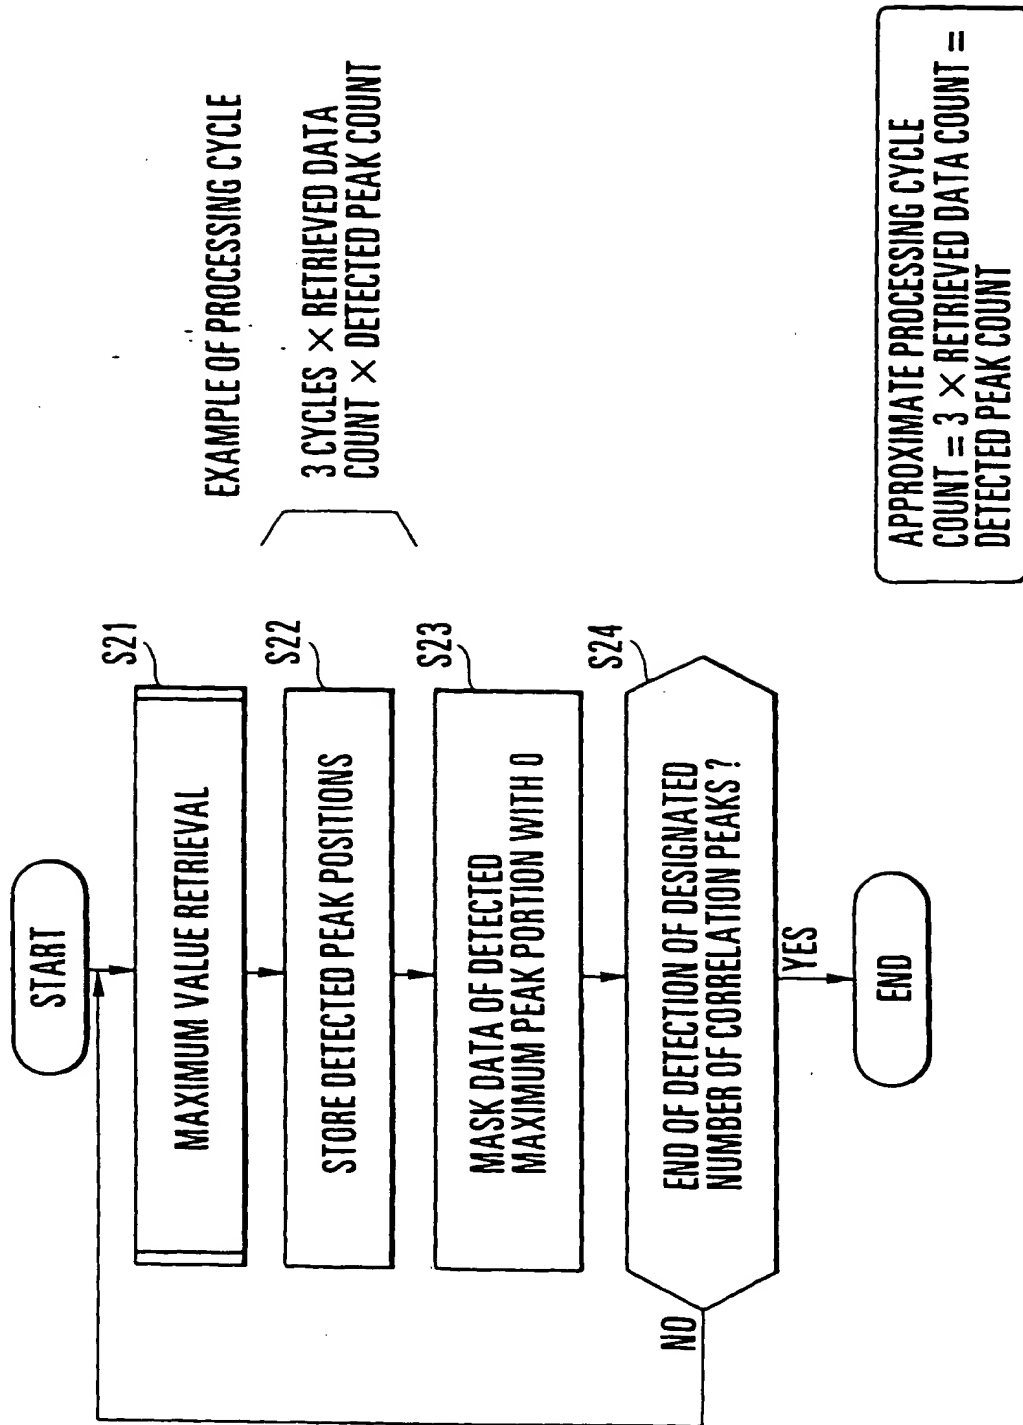 START
S21
MAXIMUM VALUE RETRIEVAL
S22
STORE DETECTED PEAK POSITIONS
S23
MASK DATA OF DETECTED
MAXIMUM PEAK PORTION WITH 0
S24
END OF DETECTION OF DESIGNATED
NUMBER OF CORRELATION PEAKS ?
NO
YES
END
EXAMPLE OF PROCESSING CYCLE
3 CYCLES × RETRIEVED DATA
COUNT × DETECTED PEAK COUNT
APPROXIMATE PROCESSING CYCLE
COUNT = 3 × RETRIEVED DATA COUNT =
DETECTED PEAK COUNT